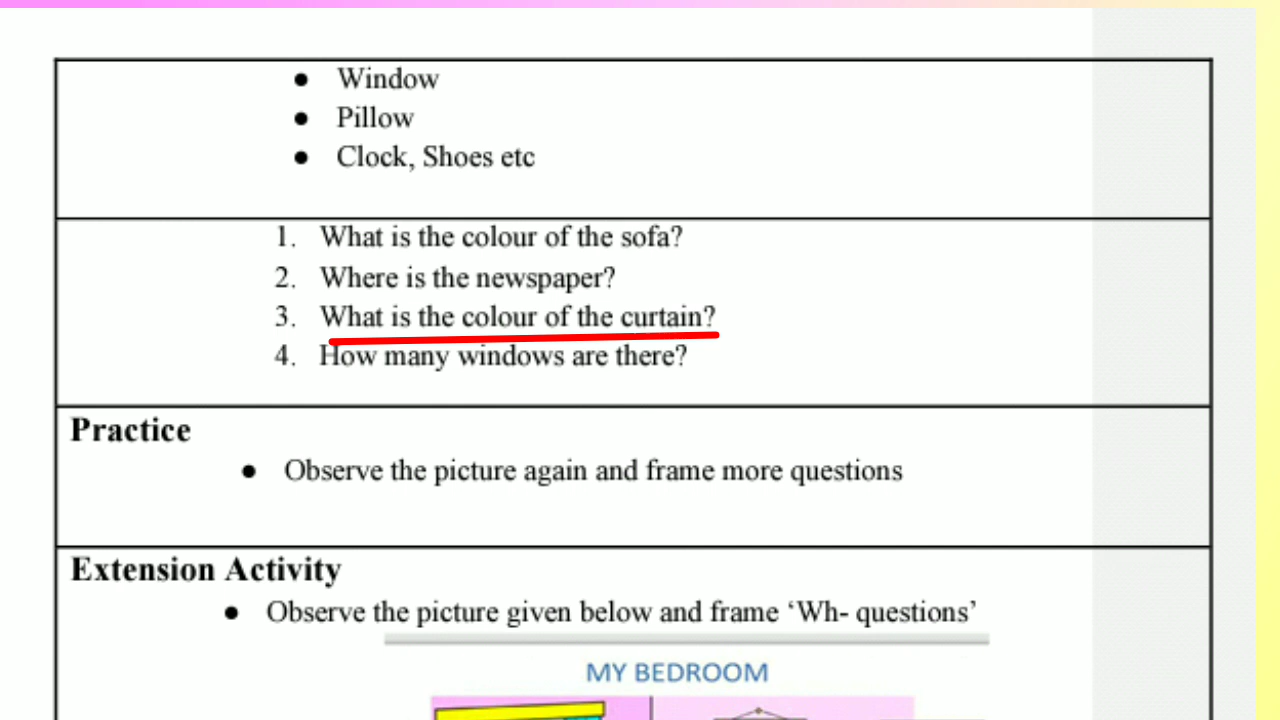 ● Window
● Pillow
● Clock, Shoes etc
1. What is the colour of the sofa?
2. Where is the newspaper?
3. What is the colour of the curtain?
4. How many windows are there?
Practice
● Observe the picture again and frame more questions
Extension Activity
● Observe the picture given below and frame ‘Wh- questions’
MY BEDROOM